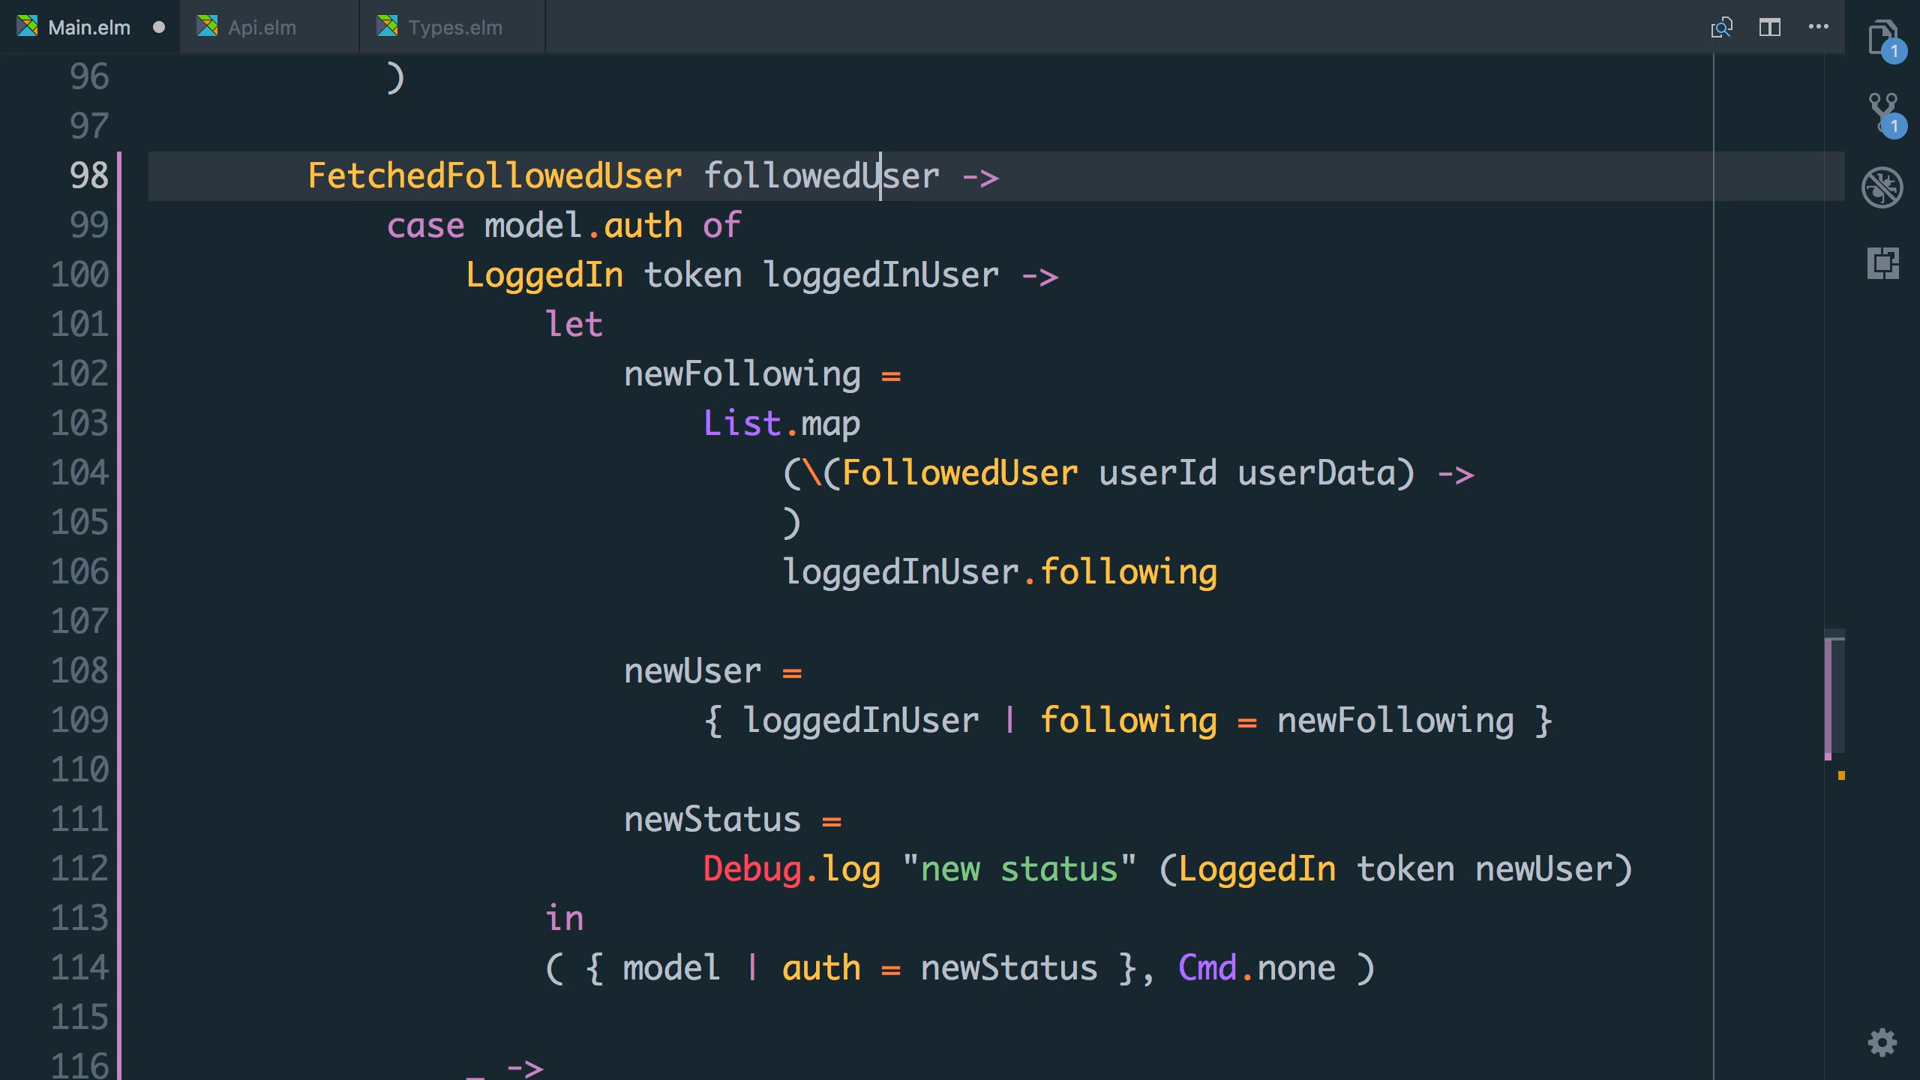 Main.elm Api.elm Types.elm
96 )
1
97
1
98 FetchedFollowedUser followedUser ->
99 case model.auth of
100 LoggedIn token loggedInUser ->
101 let
102 newFollowing =
103 List.map
104 (\(FollowedUser userId userData) ->
105 )
106 loggedInUser.following
107
108 newUser =
109 { loggedInUser | following = newFollowing }
110
111 newStatus =
112 Debug.log "new status" (LoggedIn token newUser)
113 in
114 ( { model | auth = newStatus }, Cmd.none )
115
116 _ ->